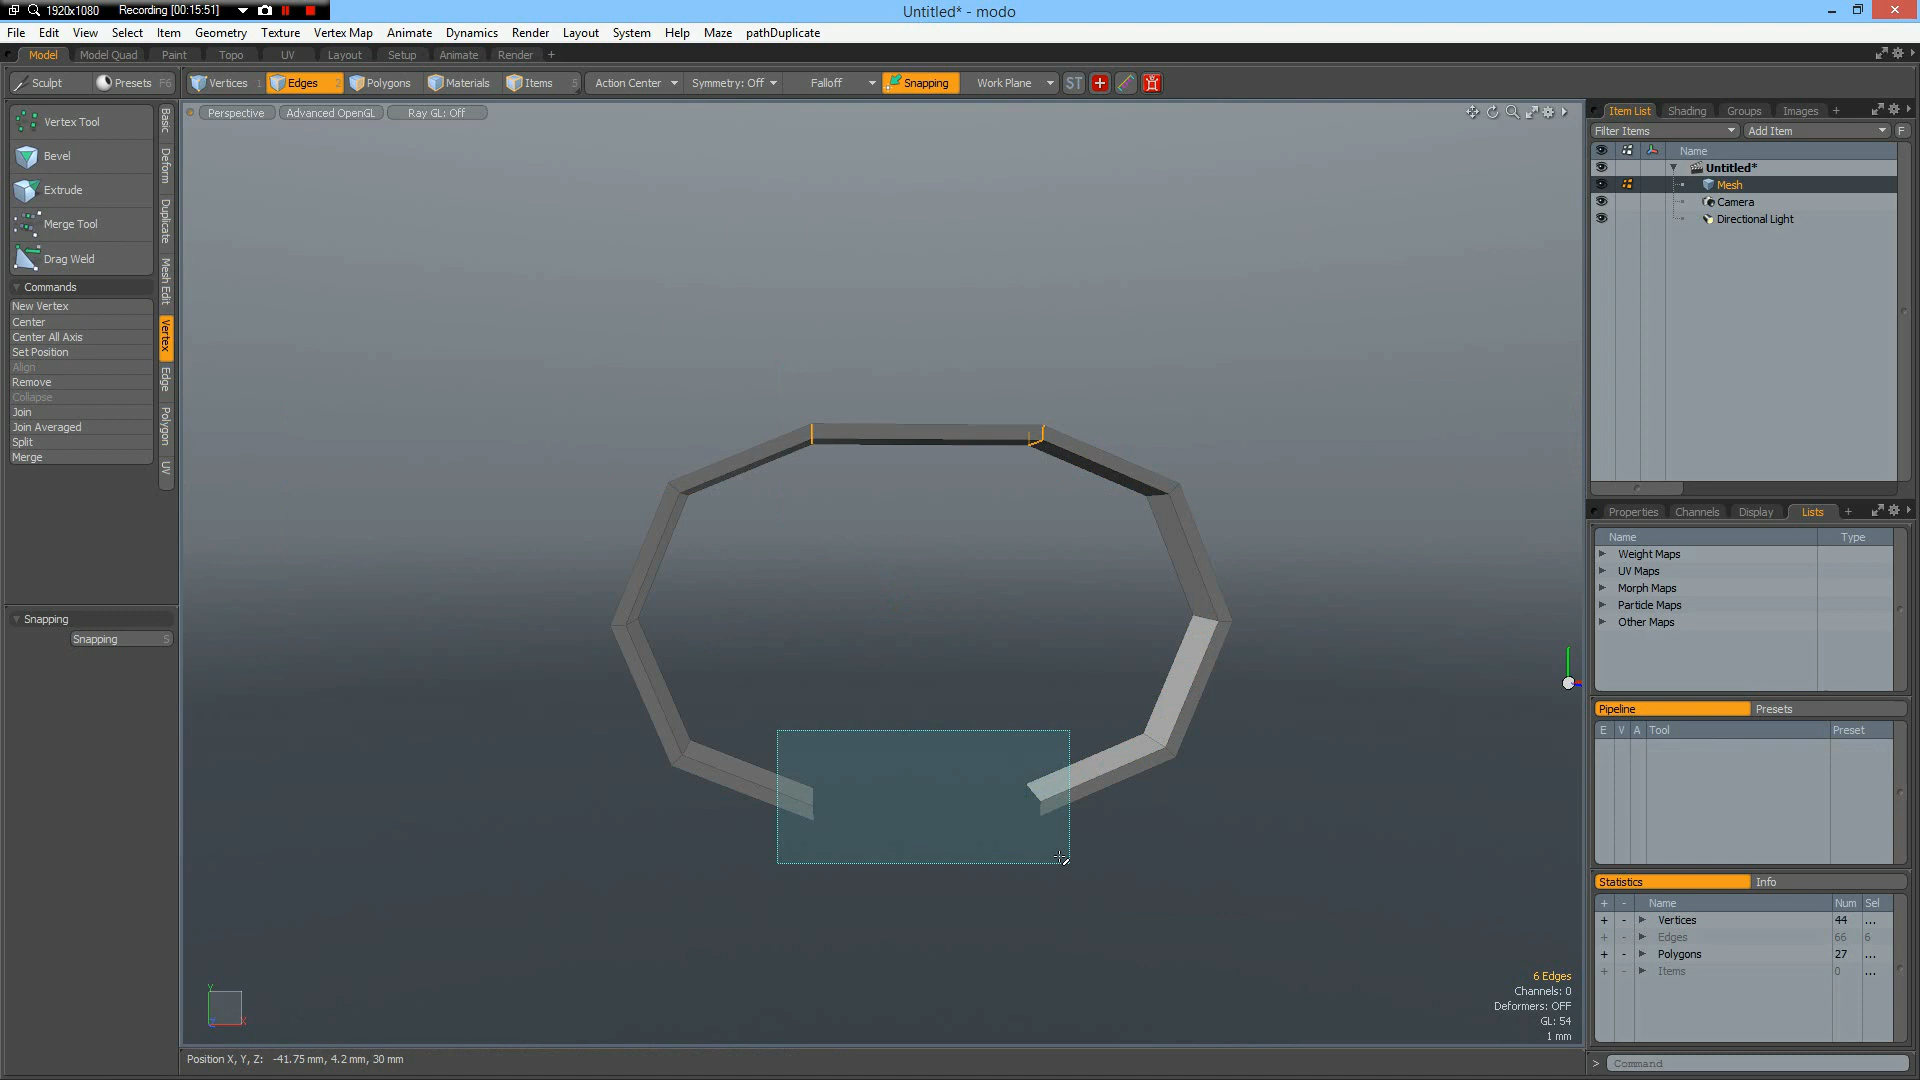 1920x1080 Recording [00:15:51]
Untitled* - modo
File Edit View Select Item Geometry Texture Vertex Map Animate Dynamics Render Layout System Help Maze pathDuplicate
Model Model Quad Paint Topo UV Layout Setup Animate Render +
Sculpt Presets F6 Vertices 1 Edges 2 Polygons Materials Items 5 Action Center Symmetry: Off Falloff Snapping Work Plane ST
Perspective Advanced OpenGL Ray GL: Off
Vertex Tool
Bevel
Extrude
Merge Tool
Drag Weld
Commands
New Vertex
Center
Center All Axis
Set Position
Align
Remove
Collapse
Join
Join Averaged
Split
Merge
Basic
Deform
Duplicate
Mesh Edit
Vertex
Edge
Polygon
UV
Snapping
Snapping S
Item List Shading Groups Images +
Filter Items Add Item F
Name
Untitled*
Mesh
Camera
Directional Light
Properties Channels Display Lists +
Name Type
Weight Maps
UV Maps
Morph Maps
Particle Maps
Other Maps
Pipeline Presets
E V A Tool Preset
Statistics Info
+ - Name Num Sel
+ - Vertices 44 ...
+ - Edges 66 6
+ - Polygons 27 ...
+ - Items 0 ...
6 Edges
Channels: 0
Deformers: OFF
GL: 54
1 mm
Y
Z X
Position X, Y, Z: -41.75 mm, 4.2 mm, 30 mm
> Command